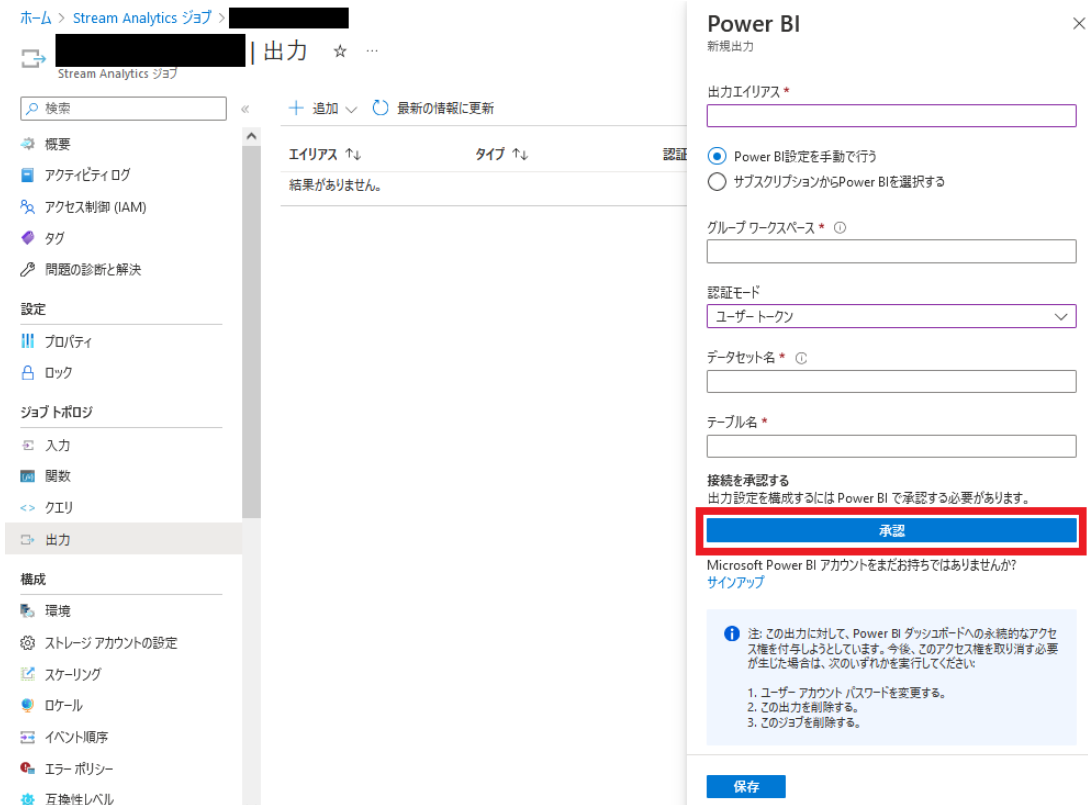 ホーム > Stream Analytics ジョブ >
| 出力 ☆ …
Stream Analytics ジョブ
検索
«
概要
アクティビティ ログ
アクセス制御 (IAM)
タグ
問題の診断と解決
設定
プロパティ
ロック
ジョブ トポロジ
入力
関数
クエリ
出力
構成
環境
ストレージ アカウントの設定
スケーリング
ロケール
イベント順序
エラー ポリシー
互換性レベル
追加
最新の情報に更新
エイリアス ↑↓ タイプ ↑↓ 認証
結果がありません。
Power BI
新規出力
出力エイリアス *
Power BI設定を手動で行う
サブスクリプションからPower BIを選択する
グループ ワークスペース *
認証モード
ユーザー トークン
データセット名 *
テーブル名 *
接続を承認する
出力設定を構成するには Power BI で承認する必要があります。
承認
Microsoft Power BI アカウントをまだお持ちではありませんか?
サインアップ
注: この出力に対して、Power BI ダッシュボードへの永続的なアクセ
ス権を付与しようとしています。今後、このアクセス権を取り消す必要
が生じた場合は、次のいずれかを実行してください:
1. ユーザー アカウント パスワードを変更する。
2. この出力を削除する。
3. このジョブを削除する。
保存